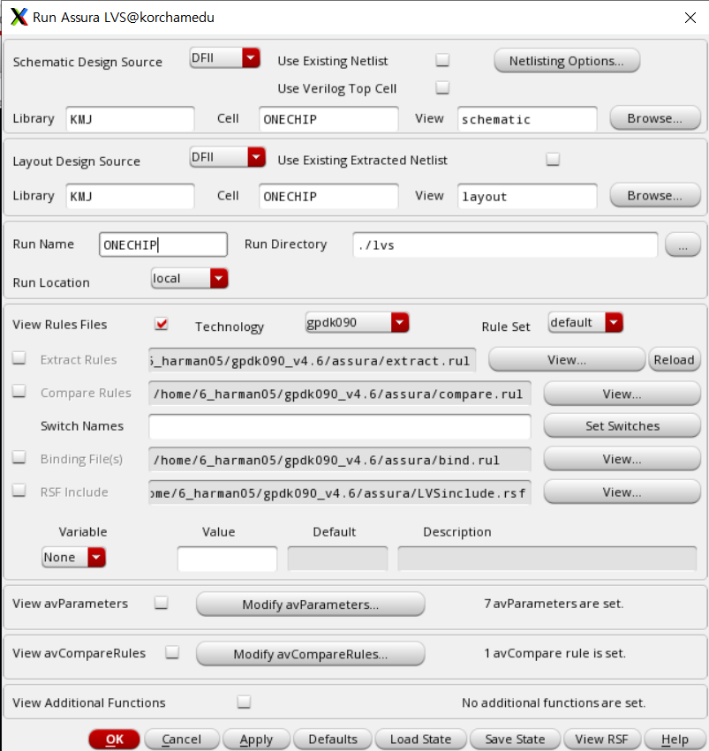 Run Assura LVS@korchamedu
Schematic Design Source DFII Use Existing Netlist Netlisting Options...
Use Verilog Top Cell
Library KMJ Cell ONECHIP View schematic Browse...
Layout Design Source DFII Use Existing Extracted Netlist
Library KMJ Cell ONECHIP View layout Browse...
Run Name ONECHIP Run Directory ./lvs ...
Run Location local
View Rules Files Technology gpdk090 Rule Set default
Extract Rules 6_harman05/gpdk090_v4.6/assura/extract.rul View... Reload
Compare Rules /home/6_harman05/gpdk090_v4.6/assura/compare.rul View...
Switch Names Set Switches
Binding File(s) /home/6_harman05/gpdk090_v4.6/assura/bind.rul View...
RSF Include ome/6_harman05/gpdk090_v4.6/assura/LVSinclude.rsf View...
Variable Value Default Description
None
View avParameters Modify avParameters... 7 avParameters are set.
View avCompareRules Modify avCompareRules... 1 avCompare rule is set.
View Additional Functions No additional functions are set.
OK Cancel Apply Defaults Load State Save State View RSF Help